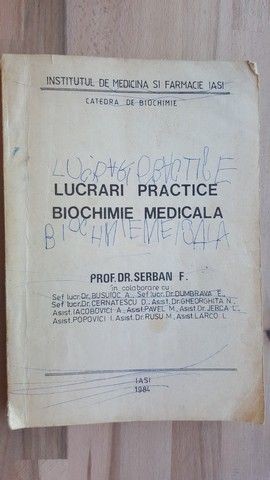 INSTITUTUL DE MEDICINA SI FARMACIE IASI
CATEDRA DE BIOCHIMIE
LUCRARI PRACTICE
LUCRARI PRACTICE
BIOCHIMIE MEDICALA
BIOCHIMIE MEDICALA
PROF. DR. SERBAN F.
în colaborare cu
Sef lucr. Dr. BUSUIOC A., Sef lucr. Dr. DUMBRAVA E.,
Sef lucr. Dr. CERNATESCU O., Asist. Dr. GHEORGHITA N.,
Asist. IACOBOVICI A., Asist. PAVEL M., Asist. Dr. JERCA L.,
Asist. POPOVICI I., Asist. Dr. RUSU M., Asist. LARCO I.
IASI
1984